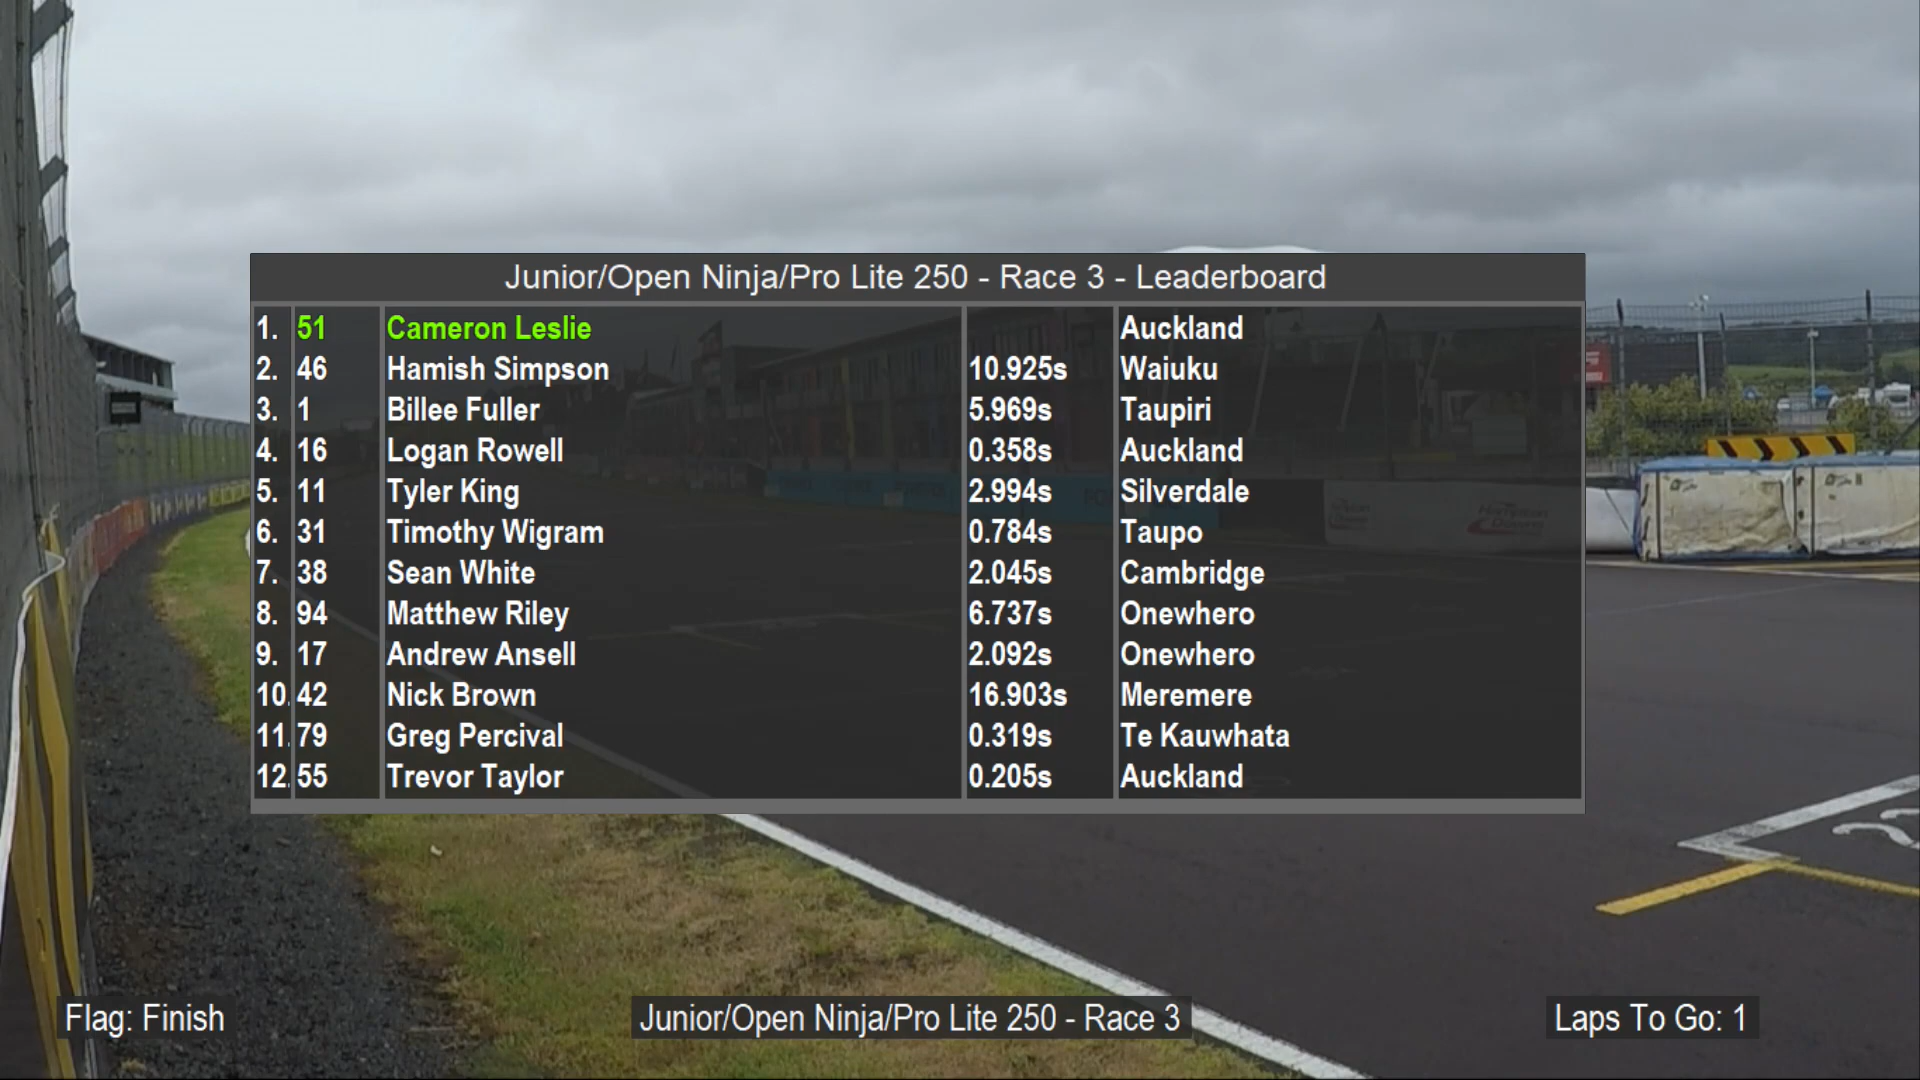 Junior/Open Ninja/Pro Lite 250 - Race 3 - Leaderboard
1. 51 Cameron Leslie Auckland
2. 46 Hamish Simpson 10.925s Waiuku
3. 1 Billee Fuller 5.969s Taupiri
4. 16 Logan Rowell 0.358s Auckland
5. 11 Tyler King 2.994s Silverdale
6. 31 Timothy Wigram 0.784s Taupo
7. 38 Sean White 2.045s Cambridge
8. 94 Matthew Riley 6.737s Onewhero
9. 17 Andrew Ansell 2.092s Onewhero
10. 42 Nick Brown 16.903s Meremere
11. 79 Greg Percival 0.319s Te Kauwhata
12. 55 Trevor Taylor 0.205s Auckland
Flag: Finish
Junior/Open Ninja/Pro Lite 250 - Race 3
Laps To Go: 1